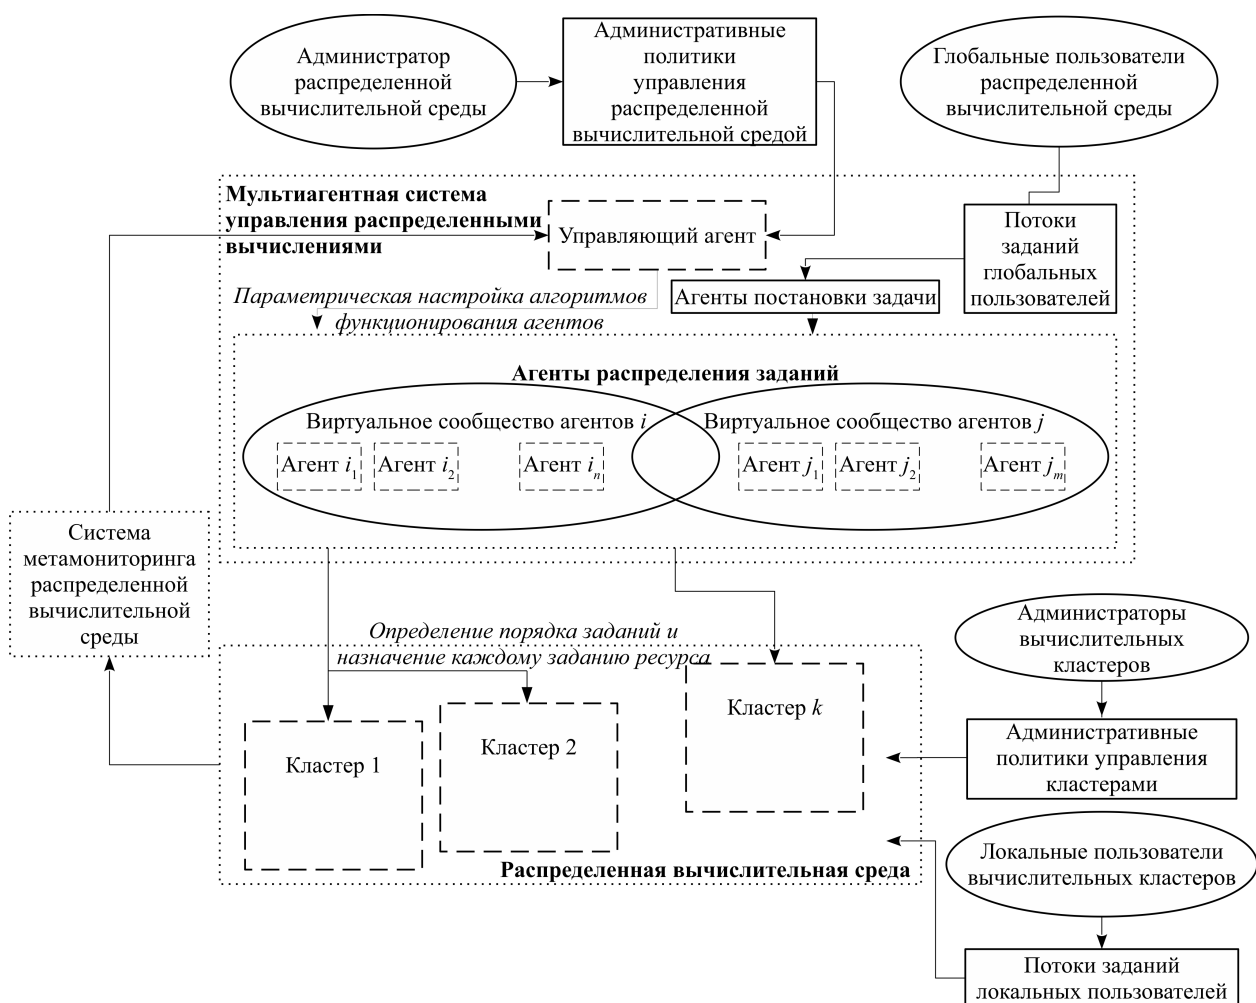 Администратор
распределенной
вычислительной среды
Административные
политики
управления
распределенной
вычислительной средой
Глобальные пользователи
распределенной
вычислительной среды
Мультиагентная система
управления распределенными
вычислениями
Управляющий агент
Потоки
заданий
глобальных
пользователей
Параметрическая настройка алгоритмов
функционирования агентов
Агенты постановки задачи
Агенты распределения заданий
Виртуальное сообщество агентов i
Виртуальное сообщество агентов j
Агент i1
Агент i2
Агент in
Агент j1
Агент j2
Агент jm
Система
метамониторинга
распределенной
вычислительной
среды
Определение порядка заданий и
назначение каждому заданию ресурса
Администраторы
вычислительных
кластеров
Кластер 1
Кластер 2
Кластер k
Административные
политики управления
кластерами
Распределенная вычислительная среда
Локальные пользователи
вычислительных кластеров
Потоки заданий
локальных пользователей